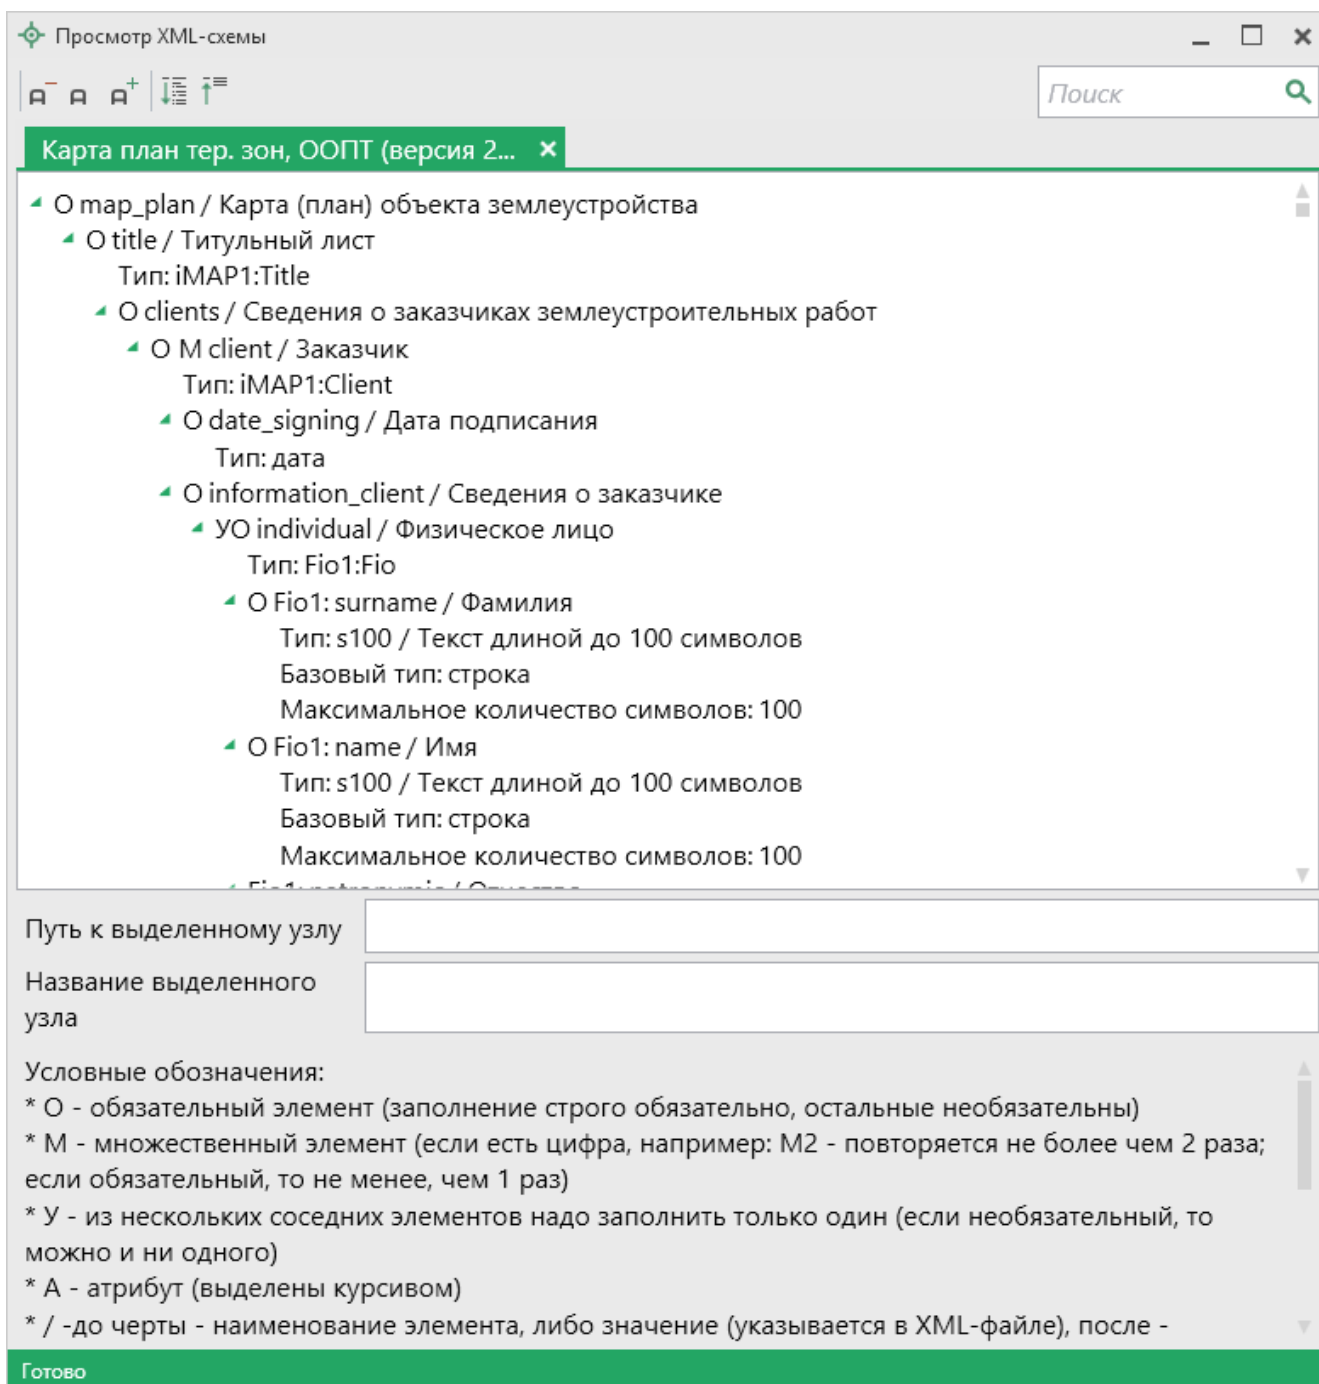 Просмотр XML-схемы
Поиск
Карта план тер. зон, ООПТ (версия 2...
О map_plan / Карта (план) объекта землеустройства
О title / Титульный лист
Тип: iMAP1:Title
О clients / Сведения о заказчиках землеустроительных работ
О М client / Заказчик
Тип: iMAP1:Client
О date_signing / Дата подписания
Тип: дата
О information_client / Сведения о заказчике
УО individual / Физическое лицо
Тип: Fio1:Fio
О Fio1: surname / Фамилия
Тип: s100 / Текст длиной до 100 символов
Базовый тип: строка
Максимальное количество символов: 100
О Fio1: name / Имя
Тип: s100 / Текст длиной до 100 символов
Базовый тип: строка
Максимальное количество символов: 100
Fio1: patronymic / Отчество
Путь к выделенному узлу
Название выделенного
узла
Условные обозначения:
* О - обязательный элемент (заполнение строго обязательно, остальные необязательны)
* М - множественный элемент (если есть цифра, например: М2 - повторяется не более чем 2 раза;
если обязательный, то не менее, чем 1 раз)
* У - из нескольких соседних элементов надо заполнить только один (если необязательный, то
можно и ни одного)
* А - атрибут (выделены курсивом)
* / -до черты - наименование элемента, либо значение (указывается в XML-файле), после -
Готово